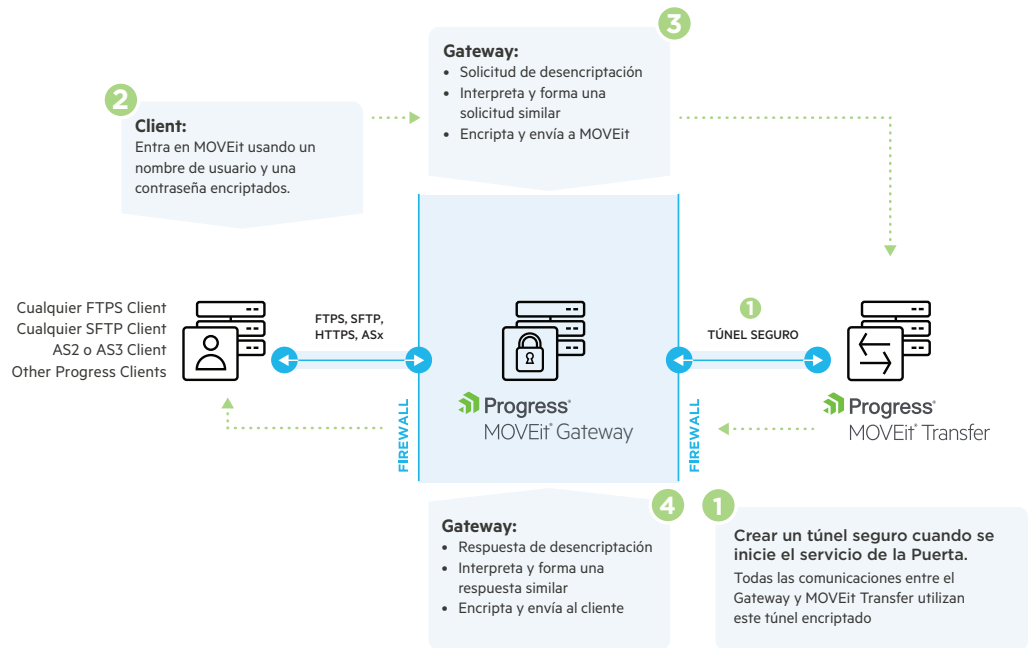 3
Gateway:
• Solicitud de desencriptación
• Interpreta y forma una
solicitud similar
• Encripta y envía a MOVEit
2
Client:
Entra en MOVEit usando un
nombre de usuario y una
contraseña encriptados.
Cualquier FTPS Client
Cualquier SFTP Client
AS2 o AS3 Client
Other Progress Clients
FTPS, SFTP,
HTTPS, ASx
1
TÚNEL SEGURO
FIREWALL
Progress®
MOVEit® Gateway
FIREWALL
Progress®
MOVEit® Transfer
4
Gateway:
• Respuesta de desencriptación
• Interpreta y forma una
respuesta similar
• Encripta y envía al cliente
1
Crear un túnel seguro cuando se
inicie el servicio de la Puerta.
Todas las comunicaciones entre el
Gateway y MOVEit Transfer utilizan
este túnel encriptado